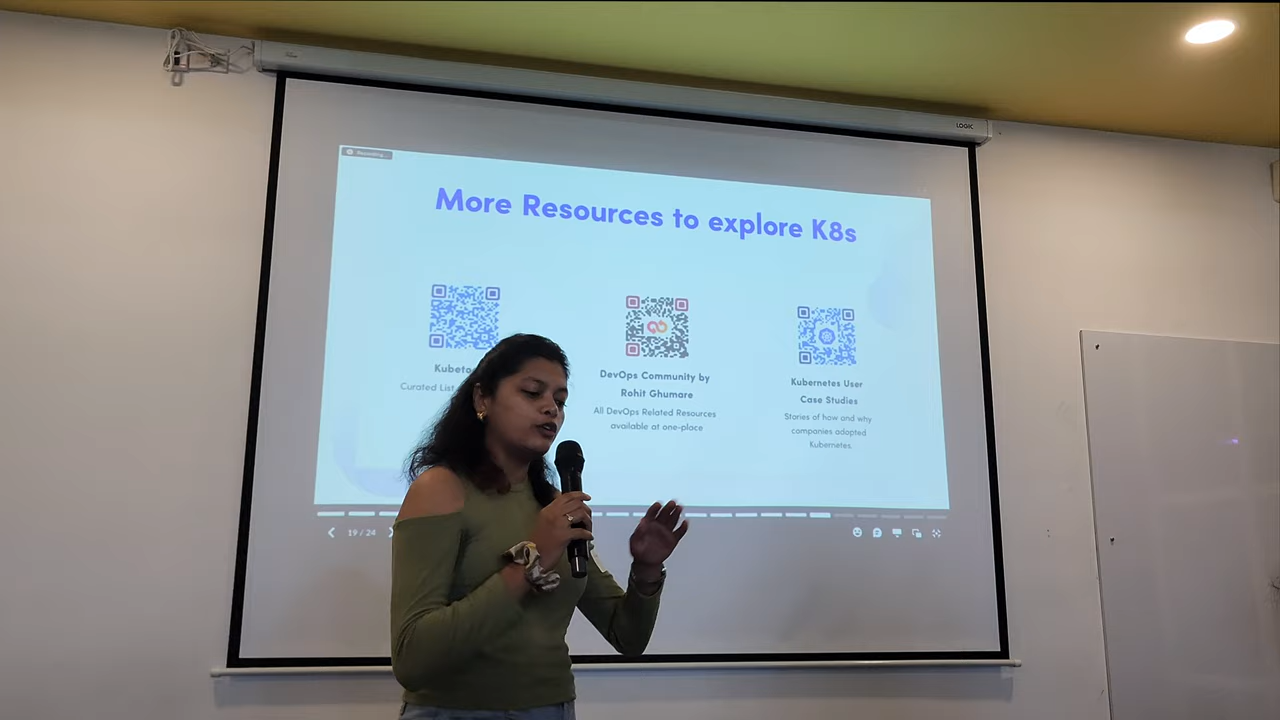 LOGIC
Recording...
More Resources to explore K8s
Curated List
DevOps Community by
Rohit Ghumare
All DevOps Related Resources
available at one-place
Kubernetes User
Case Studies
Stories of how and why
companies adopted
Kubernetes.
19 / 24